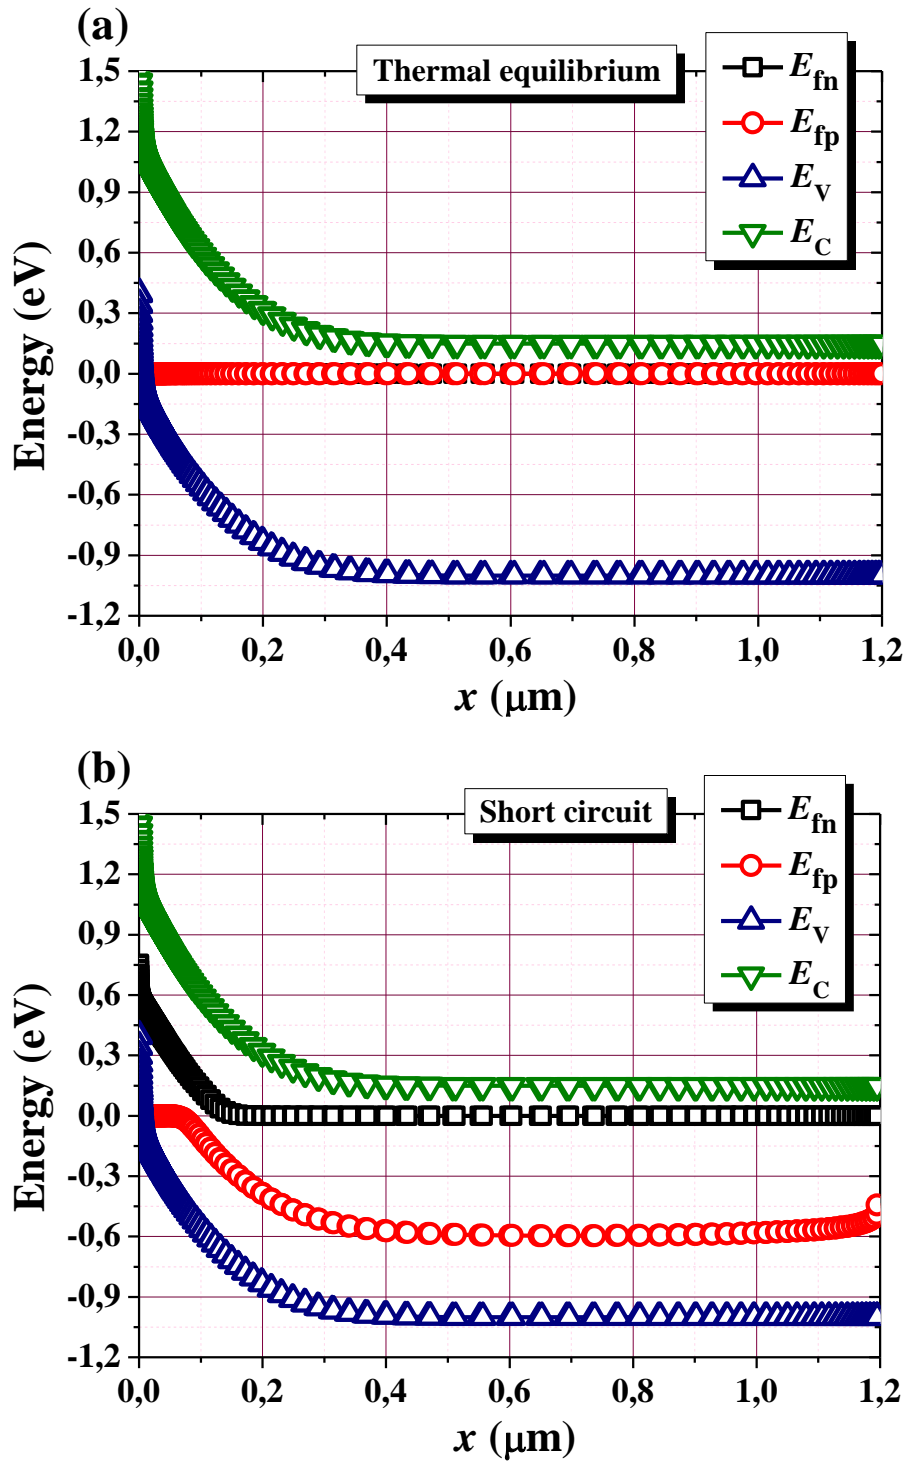 (a)
Thermal equilibrium
E_fn
E_fp
E_V
E_C
1,5
1,2
0,9
0,6
0,3
0,0
-0,3
-0,6
-0,9
-1,2
Energy (eV)
0,0 0,2 0,4 0,6 0,8 1,0 1,2
x (μm)
(b)
Short circuit
E_fn
E_fp
E_V
E_C
1,5
1,2
0,9
0,6
0,3
0,0
-0,3
-0,6
-0,9
-1,2
Energy (eV)
0,0 0,2 0,4 0,6 0,8 1,0 1,2
x (μm)